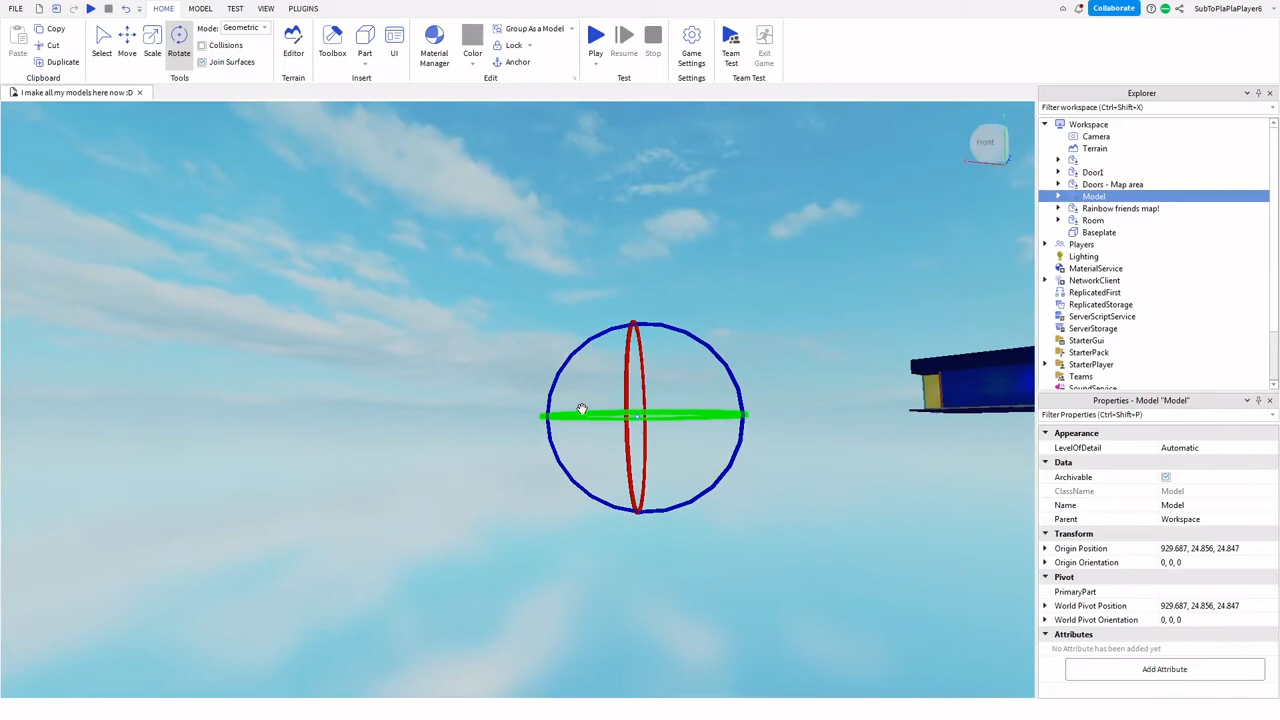 FILE HOME MODEL TEST VIEW PLUGINS Collaborate SubToPlaPlaPlayer6
Paste Copy Cut Duplicate Clipboard
Select Move Scale Rotate Mode: Geometric Collisions Join Surfaces Tools
Editor Terrain
Toolbox Part UI Insert
Material Manager Color Group As a Model Lock Anchor Edit
Play Resume Stop Test
Game Settings Settings
Team Test Exit Game Team Test
I make all my models here now :D
Front
Explorer
Filter workspace (Ctrl+Shift+X)
Workspace
Camera
Terrain
Door1
Doors - Map area
Model
Rainbow friends map!
Room
Baseplate
Players
Lighting
MaterialService
NetworkClient
ReplicatedFirst
ReplicatedStorage
ServerScriptService
ServerStorage
StarterGui
StarterPack
StarterPlayer
Teams
SoundService
Properties - Model "Model"
Filter Properties (Ctrl+Shift+P)
Appearance
LevelOfDetail Automatic
Data
Archivable
ClassName Model
Name Model
Parent Workspace
Transform
Origin Position 929.687, 24.856, 24.847
Origin Orientation 0, 0, 0
Pivot
PrimaryPart
World Pivot Position 929.687, 24.856, 24.847
World Pivot Orientation 0, 0, 0
Attributes
No Attribute has been added yet
Add Attribute